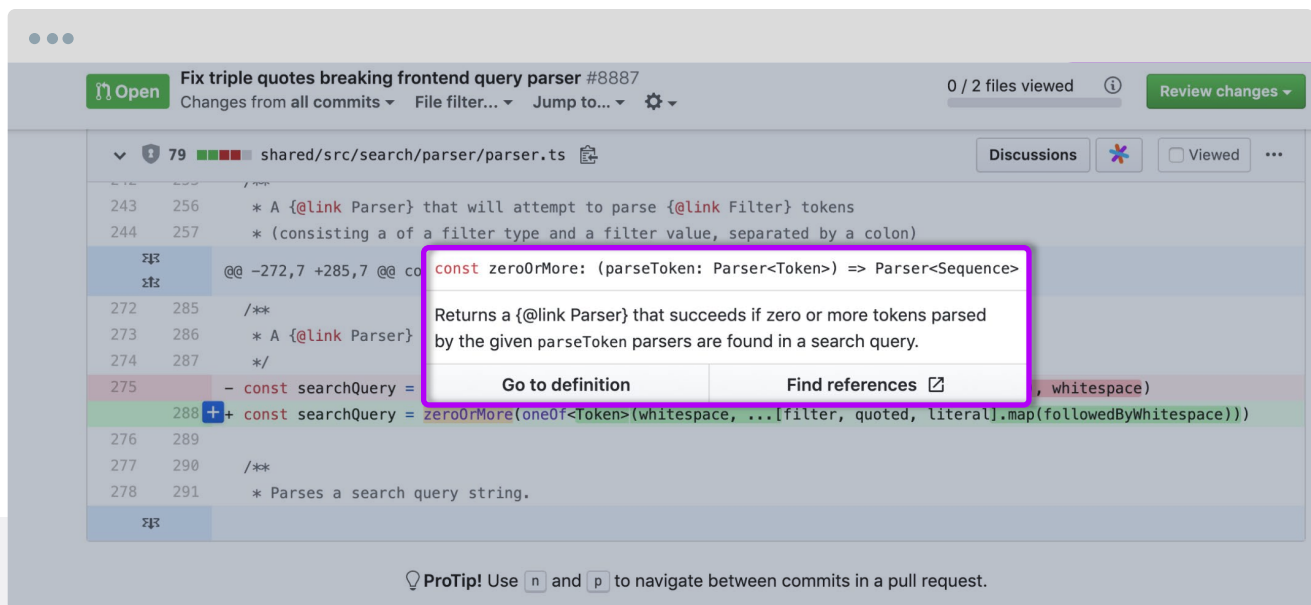 Open
Fix triple quotes breaking frontend query parser #8887
Changes from all commits File filter... Jump to...
0 / 2 files viewed
Review changes
79 shared/src/search/parser/parser.ts
Discussions
Viewed
243 256 * A {@link Parser} that will attempt to parse {@link Filter} tokens
244 257 * (consisting a of a filter type and a filter value, separated by a colon)
@@ -272,7 +285,7 @@ co
const zeroOrMore: (parseToken: Parser<Token>) => Parser<Sequence>
Returns a {@link Parser} that succeeds if zero or more tokens parsed
by the given parseToken parsers are found in a search query.
Go to definition Find references
272 285 /**
273 286 * A {@link Parser}
274 287 */
275 - const searchQuery = , whitespace)
288 + + const searchQuery = zeroOrMore(oneOf<Token>(whitespace, ...[filter, quoted, literal].map(followedByWhitespace)))
276 289
277 290 /**
278 291 * Parses a search query string.
ProTip! Use n and p to navigate between commits in a pull request.